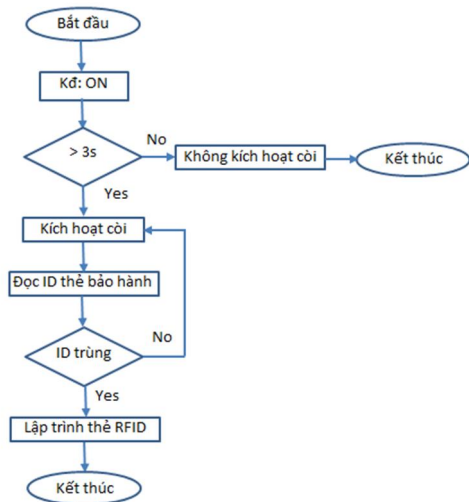 Bắt đầu
Kđ: ON
> 3s
No
Không kích hoạt còi
Kết thúc
Yes
Kích hoạt còi
Đọc ID thẻ bảo hành
No
ID trùng
Yes
Lập trình thẻ RFID
Kết thúc